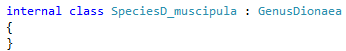 internal class SpeciesD_muscipula : GenusDionaea
{
}